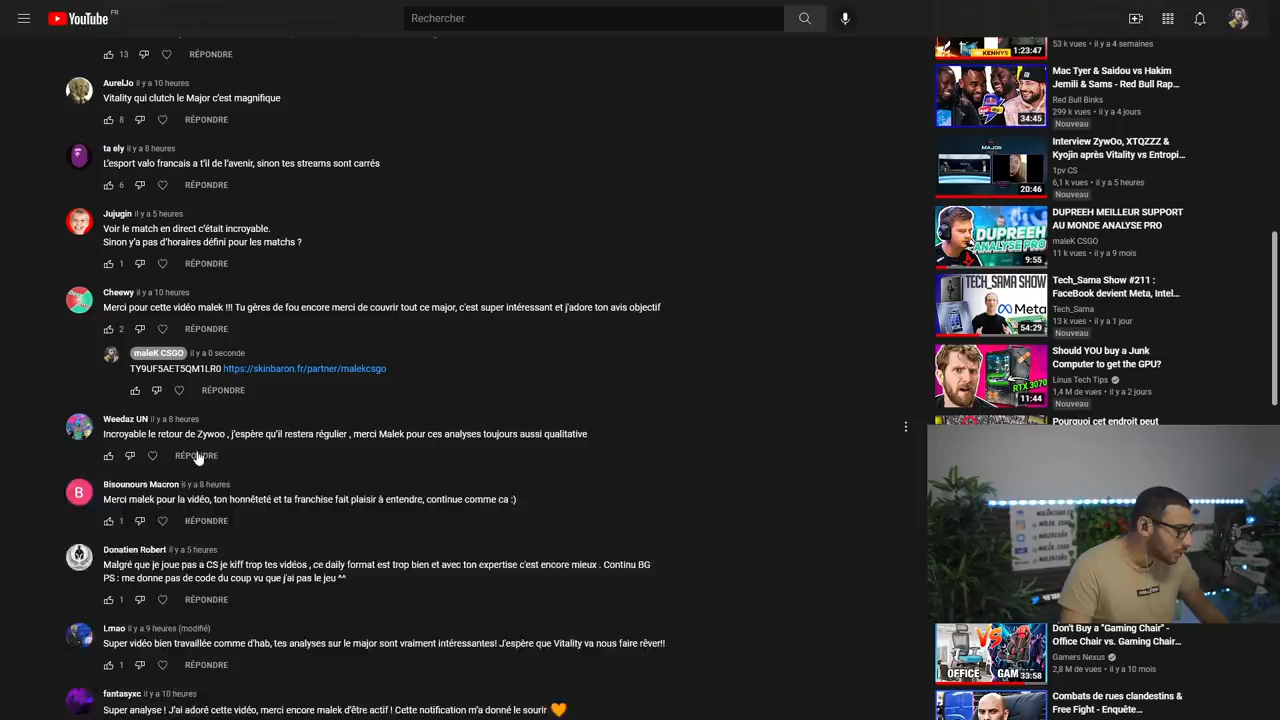 YouTube FR
Rechercher
13 RÉPONDRE
AurelJo il y a 10 heures
Vitality qui clutch le Major c'est magnifique
8 RÉPONDRE
ta ely il y a 8 heures
L'esport valo francais a t'il de l'avenir, sinon tes streams sont carrés
6 RÉPONDRE
Jujugin il y a 5 heures
Voir le match en direct c'était incroyable.
Sinon y'a pas d'horaires défini pour les matchs ?
1 RÉPONDRE
Cheewy il y a 10 heures
Merci pour cette vidéo malek !!! Tu gères de fou encore merci de couvrir tout ce major, c'est super intéressant et j'adore ton avis objectif
2 RÉPONDRE
maleK CSGO il y a 0 seconde
TY9UF5AET5QM1LR0 https://skinbaron.fr/partner/malekcsgo
RÉPONDRE
Weedaz UN il y a 8 heures
Incroyable le retour de Zywoo , j'espère qu'il restera régulier , merci Malek pour ces analyses toujours aussi qualitative
RÉPONDRE
B
Bisounours Macron il y a 8 heures
Merci malek pour la vidéo, ton honnêteté et ta franchise fait plaisir à entendre, continue comme ca :)
1 RÉPONDRE
Donatien Robert il y a 5 heures
Malgré que je joue pas a CS je kiff trop tes vidéos , ce daily format est trop bien et avec ton expertise c'est encore mieux . Continu BG
PS : me donne pas de code du coup vu que j'ai pas le jeu ^^
1 RÉPONDRE
Lmao il y a 9 heures (modifié)
Super vidéo bien travaillée comme d'hab, tes analyses sur le major sont vraiment intéressantes! J'espère que Vitality va nous faire rêver!!
1 RÉPONDRE
fantasyxc il y a 10 heures
Super analyse ! J'ai adoré cette vidéo, merci encore malek d'être actif ! Cette notification m'a donné le sourir 🧡
KENNYS
1:23:47
53 k vues • il y a 4 semaines
34:45
Mac Tyer & Saidou vs Hakim
Jemili & Sams - Red Bull Rap...
Red Bull Binks
299 k vues • il y a 4 jours
Nouveau
MAJOR
20:46
Interview ZywOo, XTQZZZ &
Kyojin après Vitality vs Entropi...
1pv CS
6,1 k vues • il y a 5 heures
Nouveau
DUPREEH
ANALYSE PRO
9:55
DUPREEH MEILLEUR SUPPORT
AU MONDE ANALYSE PRO
maleK CSGO
11 k vues • il y a 9 mois
TECH_SAMA SHOW
Meta
54:29
Tech_Sama Show #211 :
FaceBook devient Meta, Intel...
Tech_Sama
13 k vues • il y a 1 jour
Nouveau
RTX 3070
11:44
Should YOU buy a Junk
Computer to get the GPU?
Linus Tech Tips
1,4 M de vues • il y a 2 jours
Nouveau
Pourquoi cet endroit peut
VS
OFFICE
GAM
33:58
Don't Buy a "Gaming Chair" -
Office Chair vs. Gaming Chair...
Gamers Nexus
2,8 M de vues • il y a 10 mois
Combats de rues clandestins &
Free Fight - Enquête...